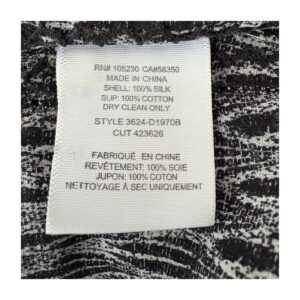 RN# 105230 CA#58350
MADE IN CHINA
SHELL: 100% SILK
SLIP: 100% COTTON
DRY CLEAN ONLY
STYLE 3624-D1970B
CUT 423626
FABRIQUÉ EN CHINE
REVÊTEMENT: 100% SOIE
JUPON: 100% COTTON
NETTOYAGE À SEC UNIQUEMENT